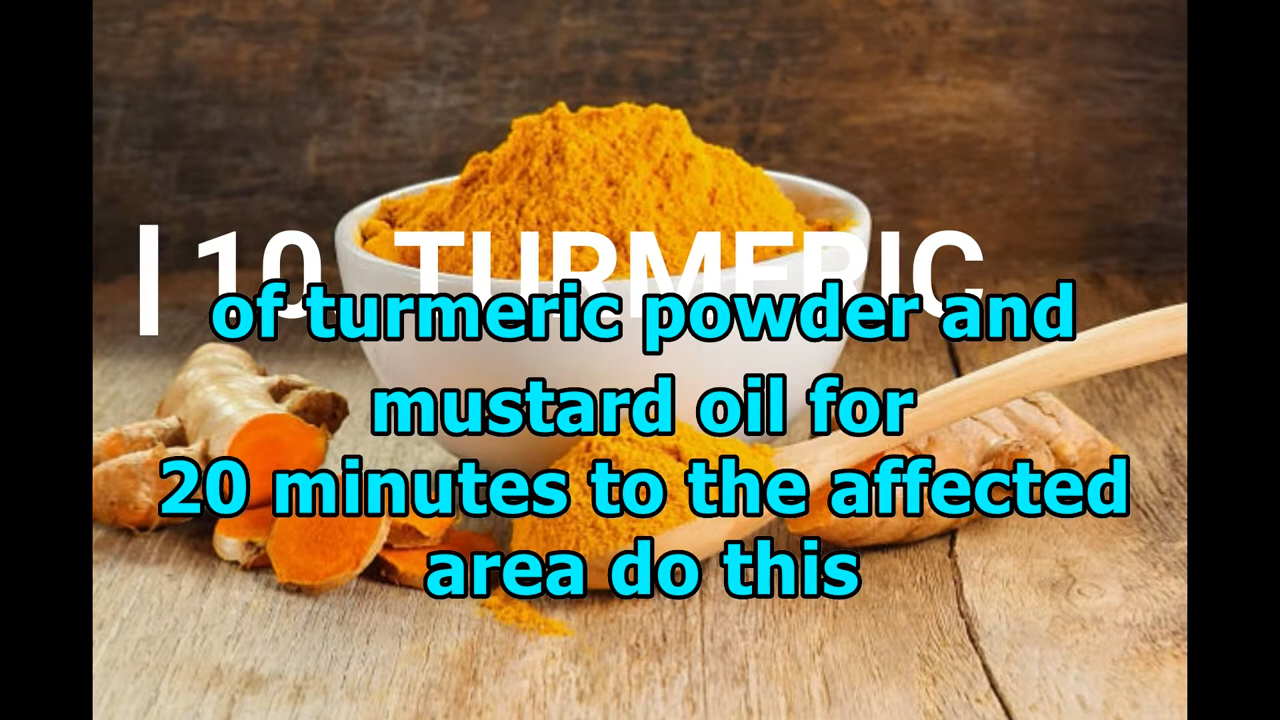 | 10. TURMERIC
of turmeric powder and
mustard oil for
20 minutes to the affected
area do this